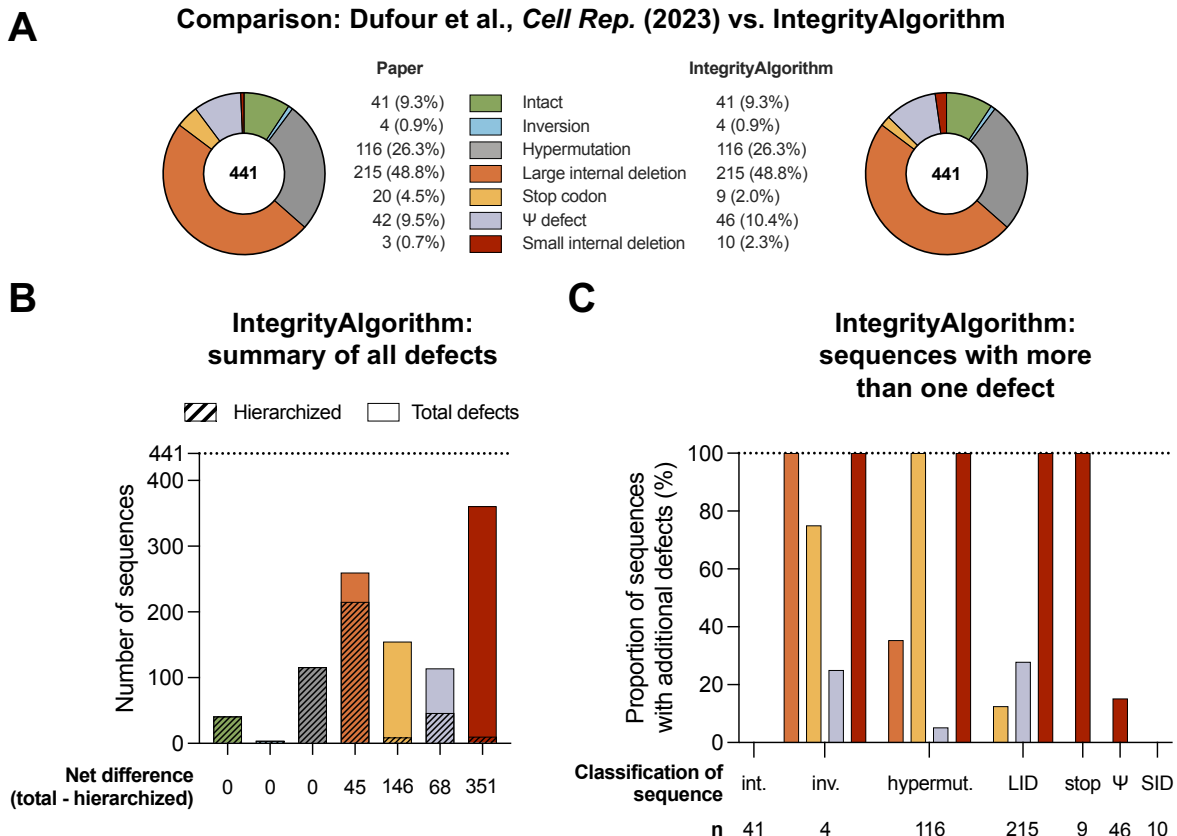 A
Comparison: Dufour et al., Cell Rep. (2023) vs. IntegrityAlgorithm
Paper
IntegrityAlgorithm
441
41 (9.3%) Intact 41 (9.3%)
4 (0.9%) Inversion 4 (0.9%)
116 (26.3%) Hypermutation 116 (26.3%)
215 (48.8%) Large internal deletion 215 (48.8%)
20 (4.5%) Stop codon 9 (2.0%)
42 (9.5%) Ψ defect 46 (10.4%)
3 (0.7%) Small internal deletion 10 (2.3%)
441
B
IntegrityAlgorithm:
summary of all defects
Hierarchized Total defects
Number of sequences
441
400
300
200
100
0
Net difference
(total - hierarchized)
0 0 0 45 146 68 351
C
IntegrityAlgorithm:
sequences with more
than one defect
Proportion of sequences
with additional defects (%)
100
80
60
40
20
0
Classification of
sequence
int. inv. hypermut. LID stop Ψ SID
n 41 4 116 215 9 46 10